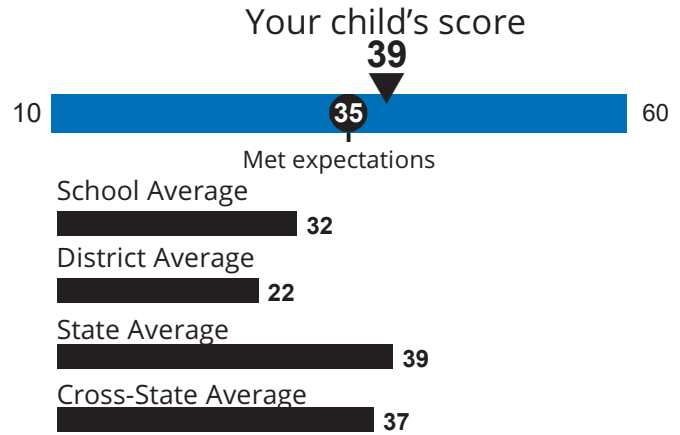 Your child’s score
39
10
35
60
Met expectations
School Average
32
District Average
22
State Average
39
Cross-State Average
37